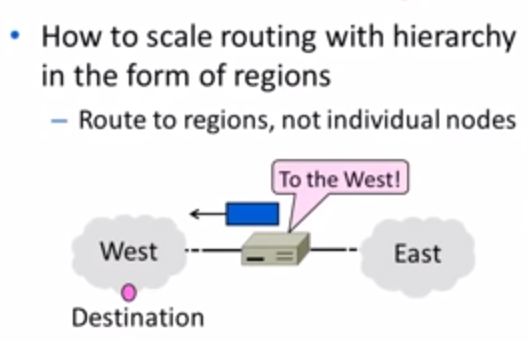 • How to scale routing with hierarchy
in the form of regions
– Route to regions, not individual nodes
To the West!
West
East
Destination